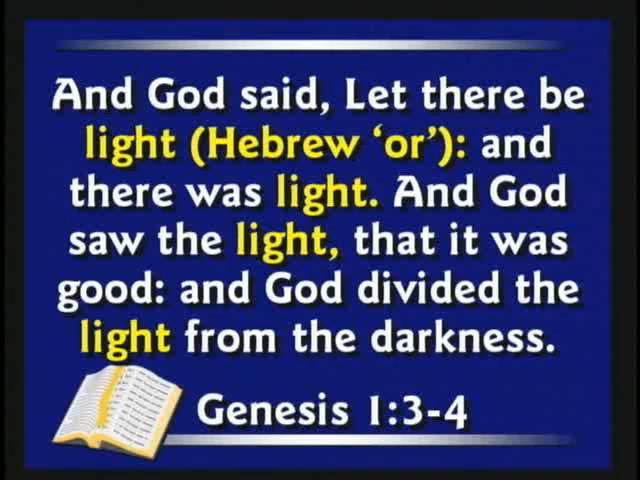 And God said, Let there be
light (Hebrew ‘or’): and
there was light. And God
saw the light, that it was
good: and God divided the
light from the darkness.
Genesis 1:3-4